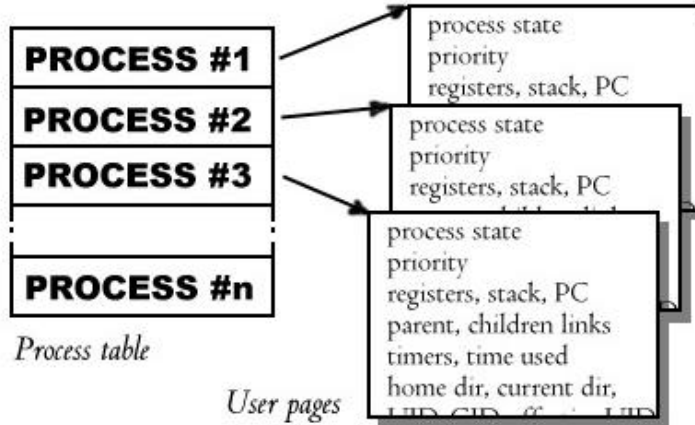 PROCESS #1
PROCESS #2
PROCESS #3
PROCESS #n
Process table
process state
priority
registers, stack, PC
process state
priority
registers, stack, PC
process state
priority
registers, stack, PC
parent, children links
timers, time used
home dir, current dir,
User pages